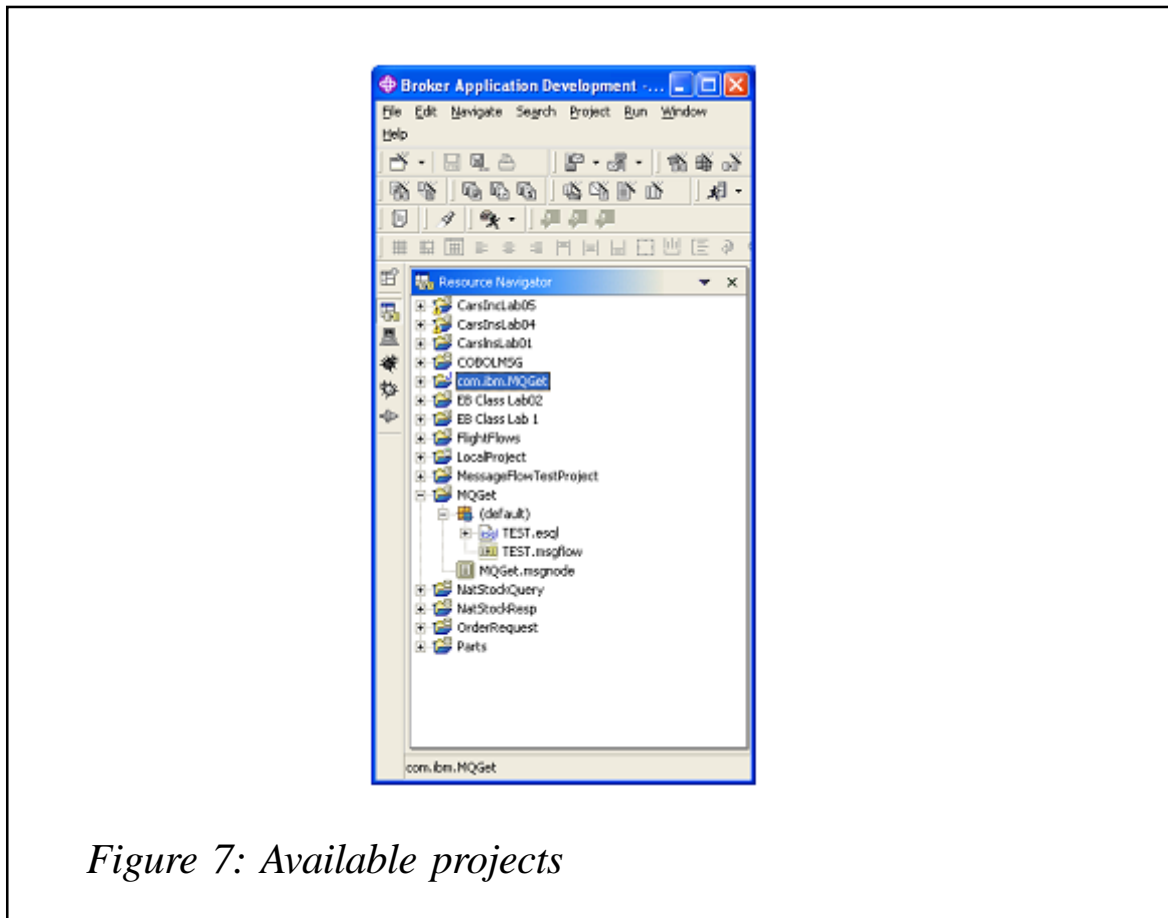 Broker Application Development -...
File Edit Navigate Search Project Run Window
Help
Resource Navigator
CarsIncLab05
CarsInsLab04
CarsInsLab01
COBOLMSG
com.ibm.MQGet
EB Class Lab02
EB Class Lab 1
FlightFlows
LocalProject
MessageFlowTestProject
MQGet
(default)
TEST.esql
TEST.msgflow
MQGet.msgnode
NatStockQuery
NatStockResp
OrderRequest
Parts
com.ibm.MQGet
Figure 7: Available projects